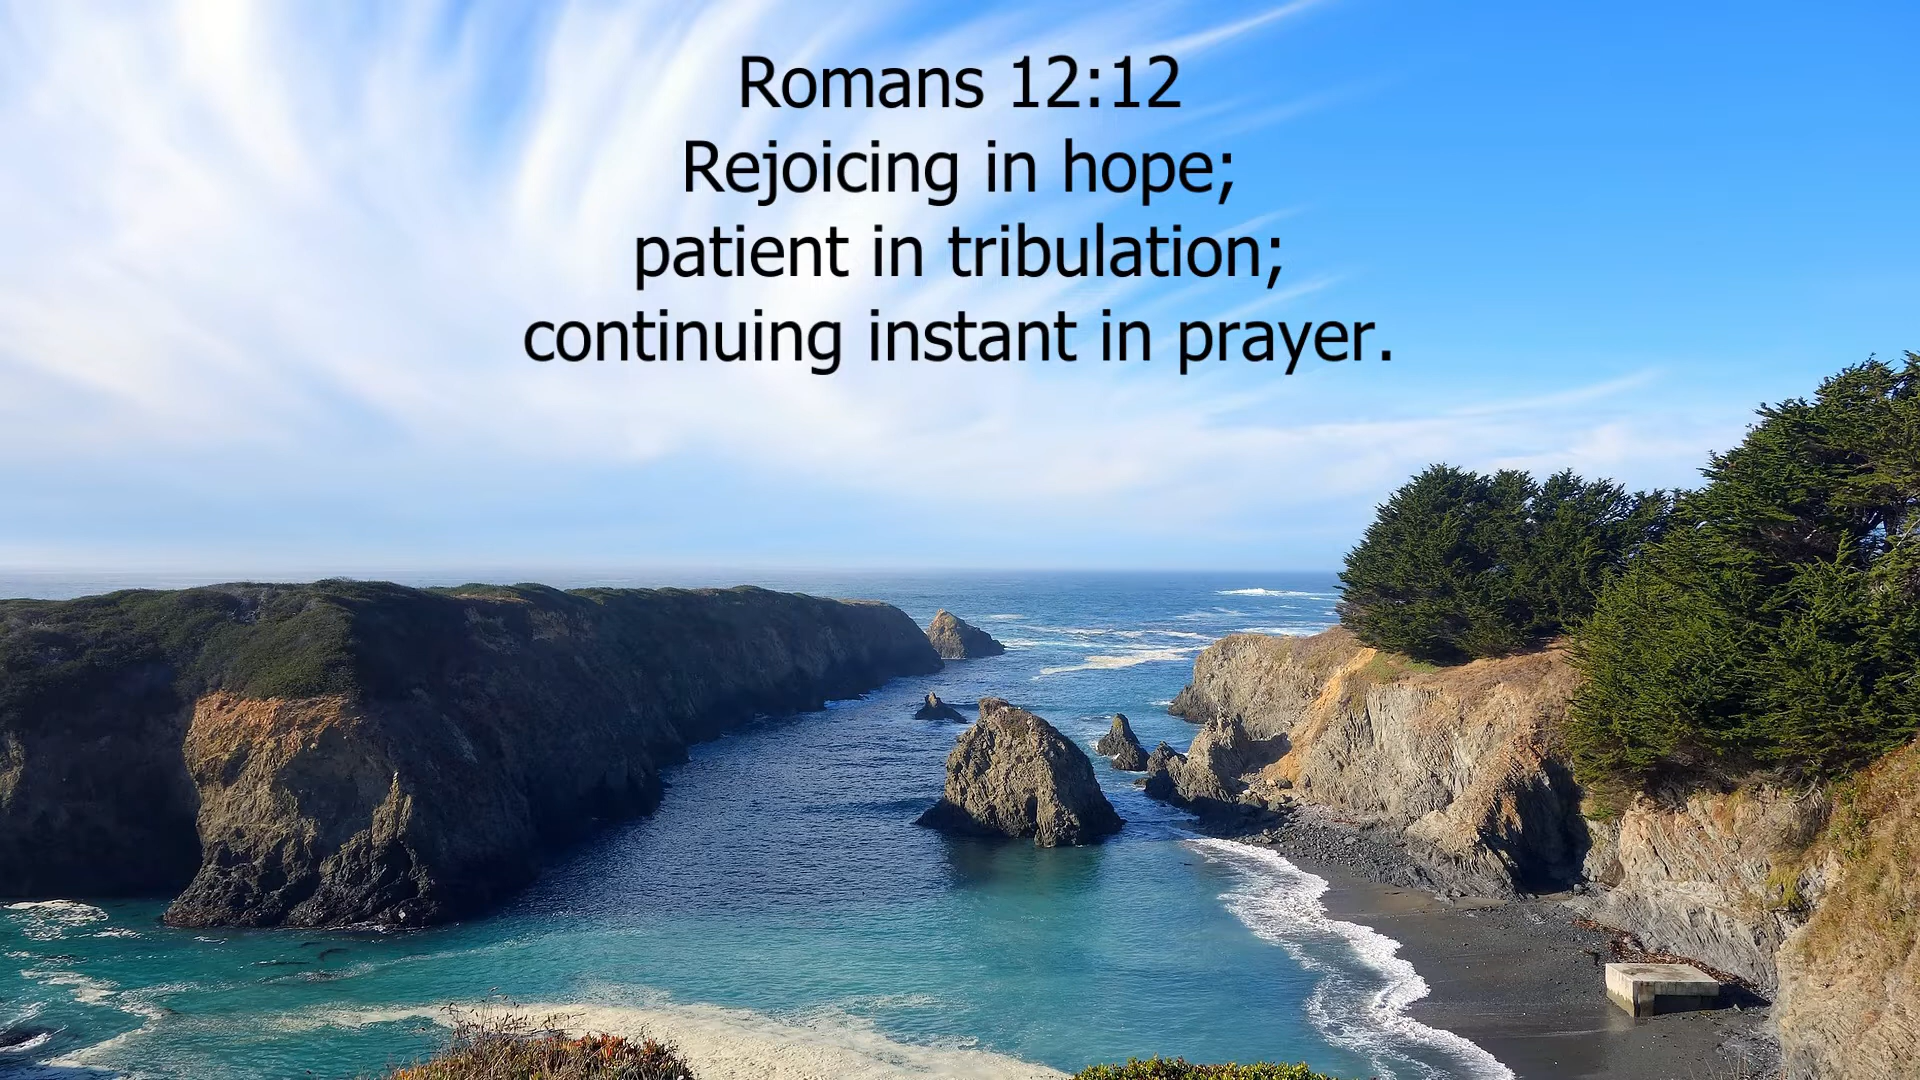 Romans 12:12
Rejoicing in hope;
patient in tribulation;
continuing instant in prayer.